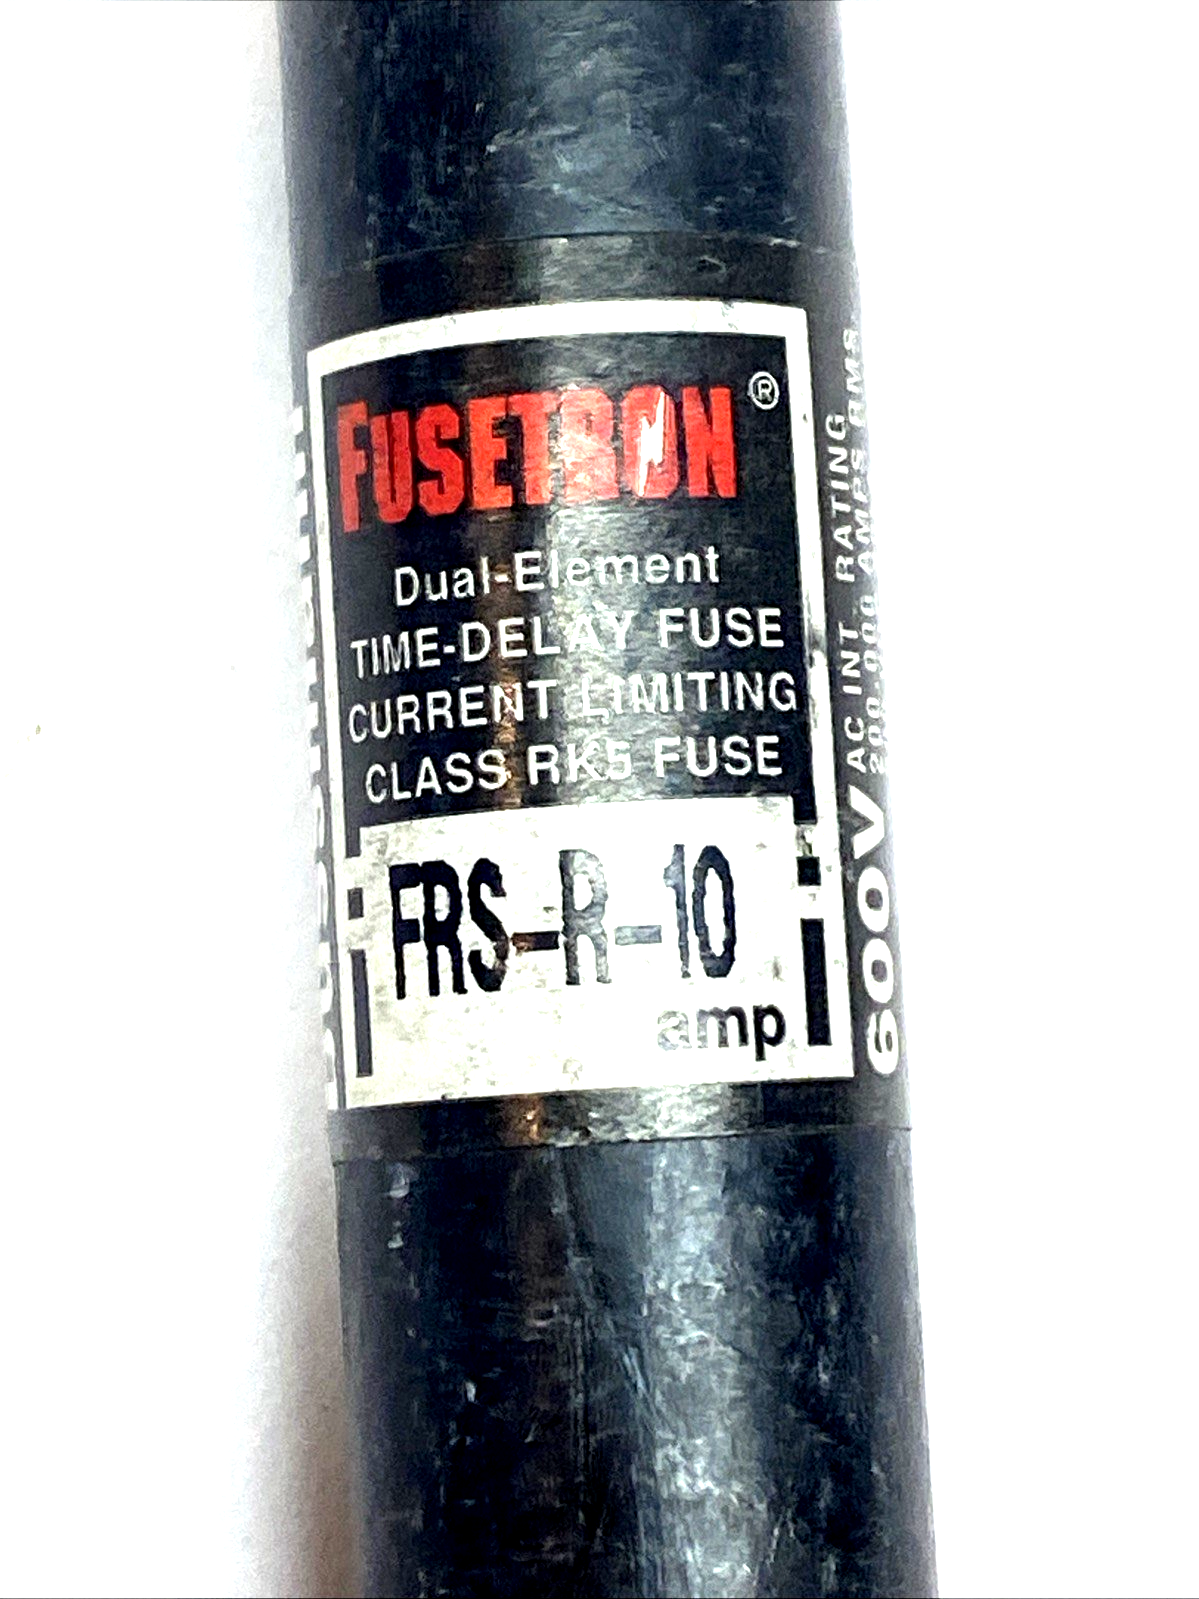 FUSETRON®
Dual-Element
TIME-DELAY FUSE
CURRENT LIMITING
CLASS RK5 FUSE
FRS-R-10
amp
600V
AC INT. RATING
200,000 AMPS RMS